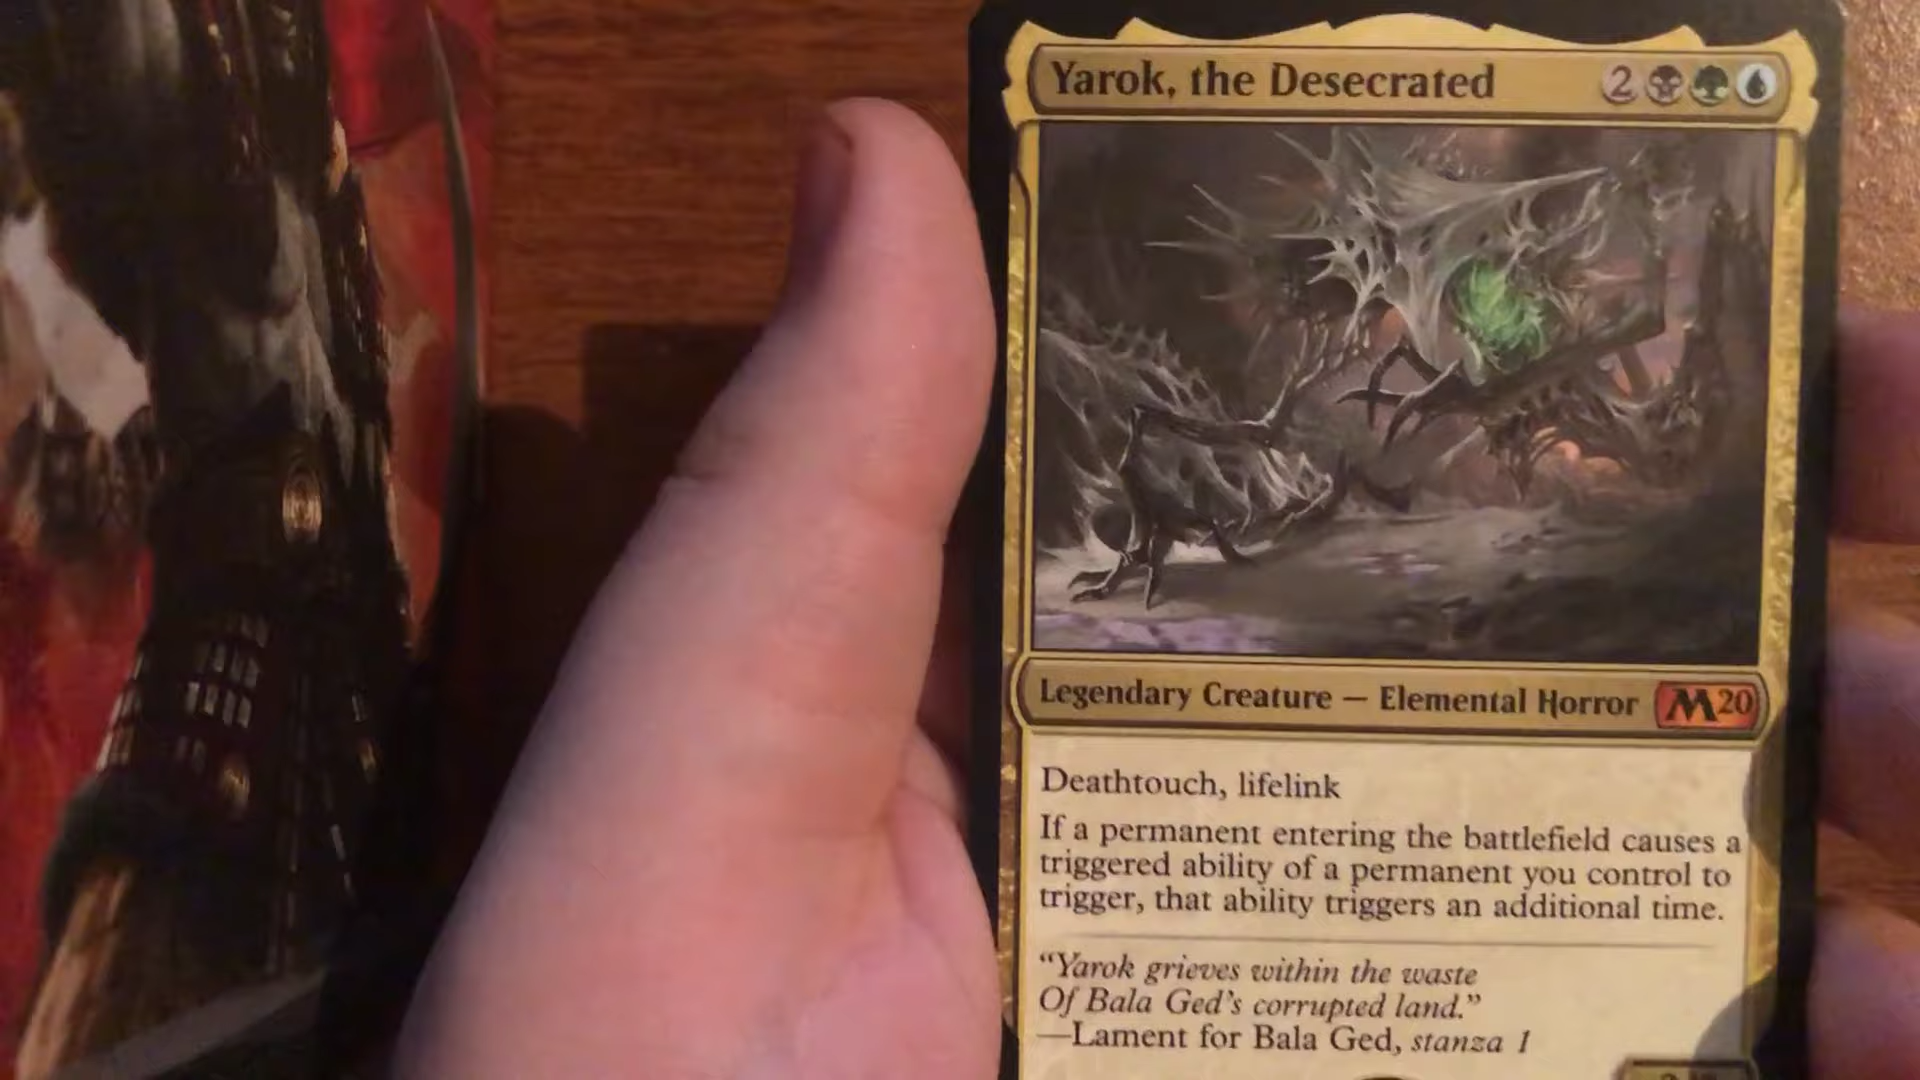 Yarok, the Desecrated 2
Legendary Creature — Elemental Horror M20
Deathtouch, lifelink
If a permanent entering the battlefield causes a
triggered ability of a permanent you control to
trigger, that ability triggers an additional time.
“Yarok grieves within the waste
Of Bala Ged’s corrupted land.”
—Lament for Bala Ged, stanza 1